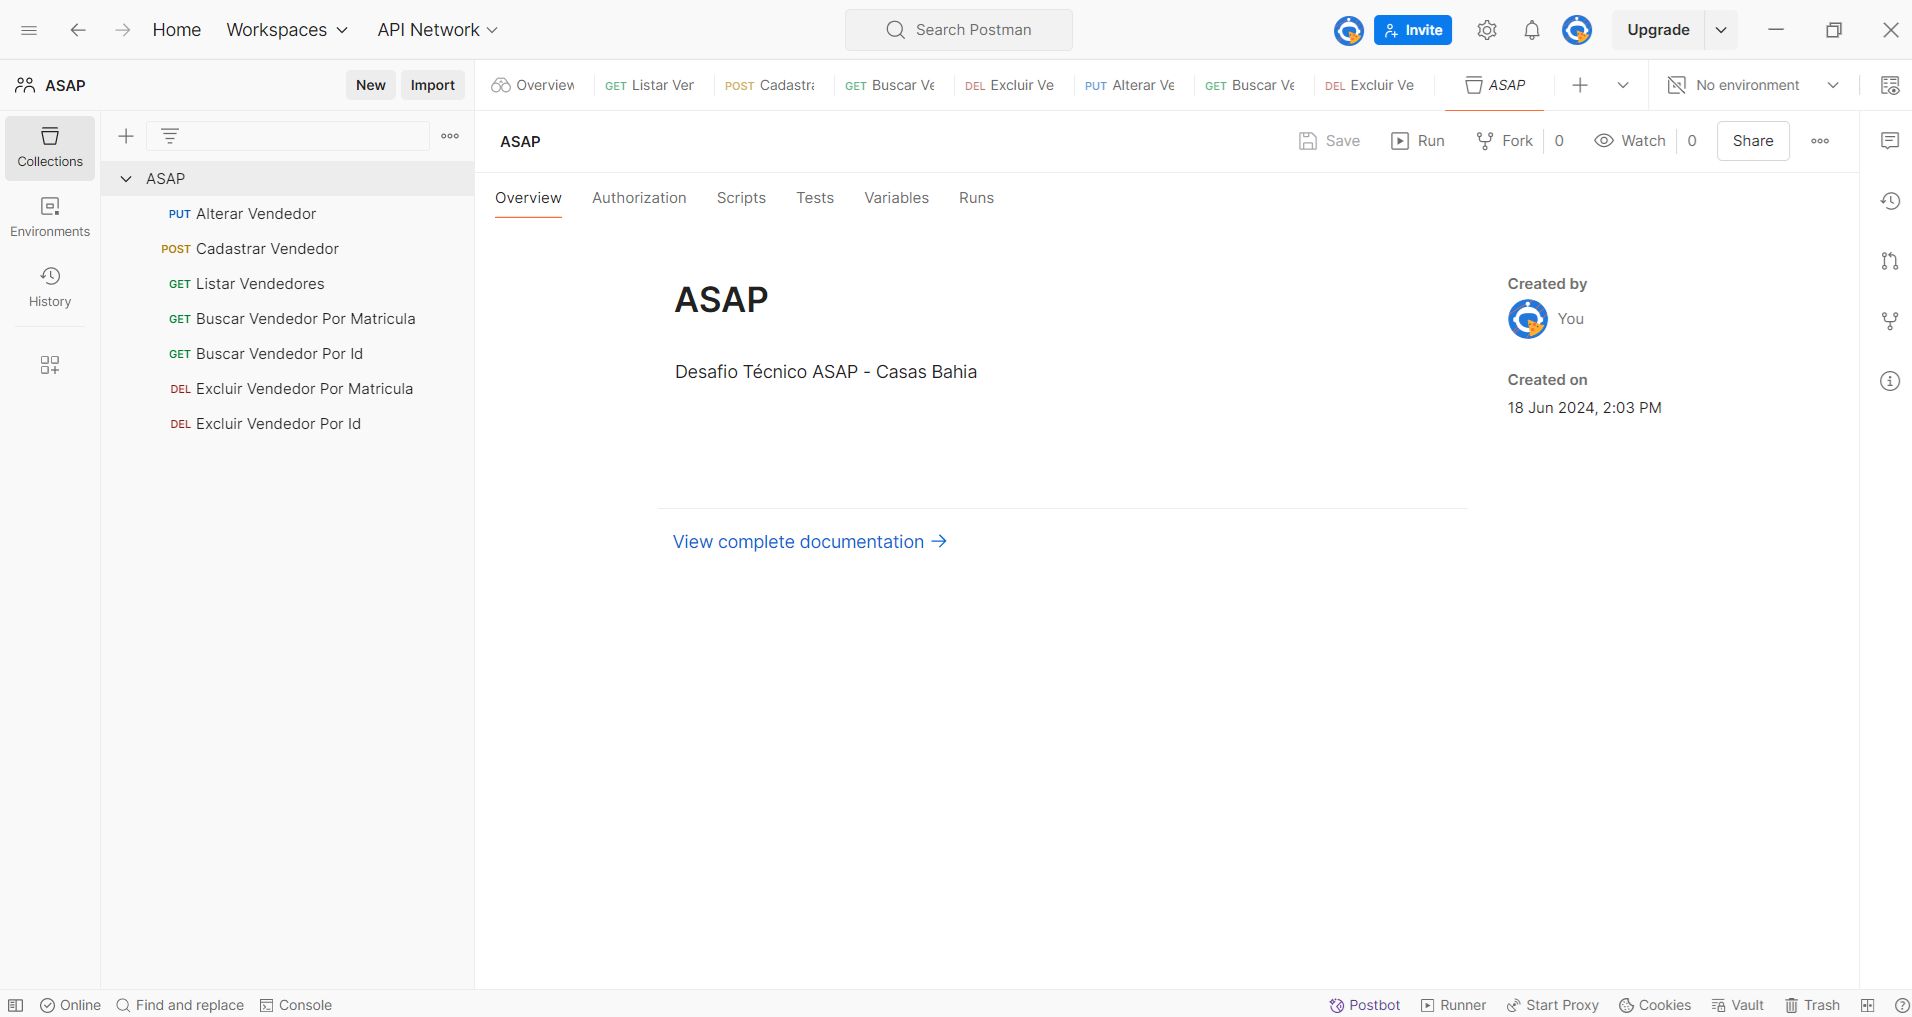 Home Workspaces API Network Search Postman Invite Upgrade
ASAP New Import Overview GET Listar Ver POST Cadastra GET Buscar Ve DEL Excluir Ve PUT Alterar Ve GET Buscar Ve DEL Excluir Ve ASAP No environment
Collections
Environments
History
ASAP
PUT Alterar Vendedor
POST Cadastrar Vendedor
GET Listar Vendedores
GET Buscar Vendedor Por Matricula
GET Buscar Vendedor Por Id
DEL Excluir Vendedor Por Matricula
DEL Excluir Vendedor Por Id
ASAP Save Run Fork 0 Watch 0 Share
Overview Authorization Scripts Tests Variables Runs
ASAP
Desafio Técnico ASAP - Casas Bahia
View complete documentation →
Created by
You
Created on
18 Jun 2024, 2:03 PM
Online Find and replace Console Postbot Runner Start Proxy Cookies Vault Trash